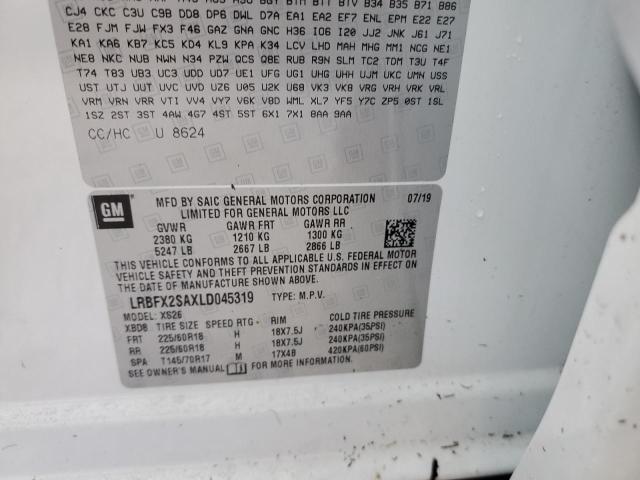 CJ4 CKC C3U C9B DD8 DP6 DWL D7A EA1 EA2 EF7 ENL EPM E22 E27
E28 FJM FJW FX3 F46 GAZ GNA GNC H36 IO6 I20 JJ2 JNK J61 J71
KA1 KA6 KB7 KC5 KD4 KL9 KPA K34 LCV LHD MAH MHG MM1 NCG NE1
NE8 NKC NUB NWN N34 PZW QCS QBE RUB R9N SLM TC2 TDM T3U T4F
T74 T83 UB3 UC3 UDD UD7 UE1 UFG UG1 UHG UHH UJM UKC UMN USS
UST UTJ UUT UVC UVD UZ6 U05 U2K U68 VK3 VK8 VRG VRH VRK VRL
VRM VRN VRR VTI VV4 VY7 V6K V8D WML XL7 YF5 Y7C ZP5 0ST 1SL
1SZ 2ST 3ST 4AW 4G7 4ST 5ST 6X1 7X1 8AA 9AA
CC/HC U 8624
GM
MFD BY SAIC GENERAL MOTORS CORPORATION 07/19
LIMITED FOR GENERAL MOTORS LLC
GVWR GAWR FRT GAWR RR
2380 KG 1210 KG 1300 KG
5247 LB 2667 LB 2866 LB
THIS VEHICLE CONFORMS TO ALL APPLICABLE U.S. FEDERAL MOTOR
VEHICLE SAFETY AND THEFT PREVENTION STANDARDS IN EFFECT ON THE
DATE OF MANUFACTURE SHOWN ABOVE.
LRBFX2SAXLD045319 TYPE: M.P.V.
MODEL: XS26
XBD8 TIRE SIZE SPEED RTG RIM COLD TIRE PRESSURE
FRT 225/60R18 H 18X7.5J 240KPA(35PSI)
RR 225/60R18 H 18X7.5J 240KPA(35PSI)
SPA T145/70R17 M 17X4B 420KPA(60PSI)
SEE OWNER'S MANUAL FOR MORE INFORMATION.